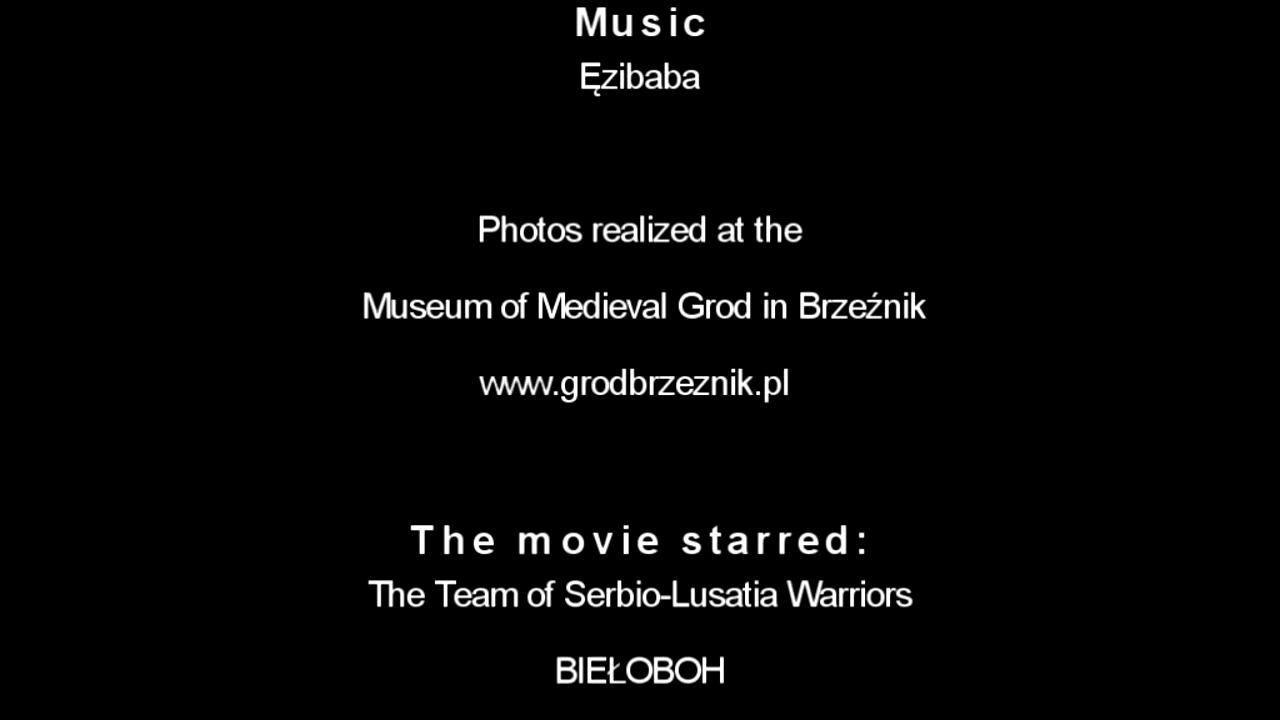 Music
Ęzibaba
Photos realized at the
Museum of Medieval Grod in Brzeźnik
www.grodbrzeznik.pl
The movie starred:
The Team of Serbio-Lusatia Warriors
BIEŁOBOH